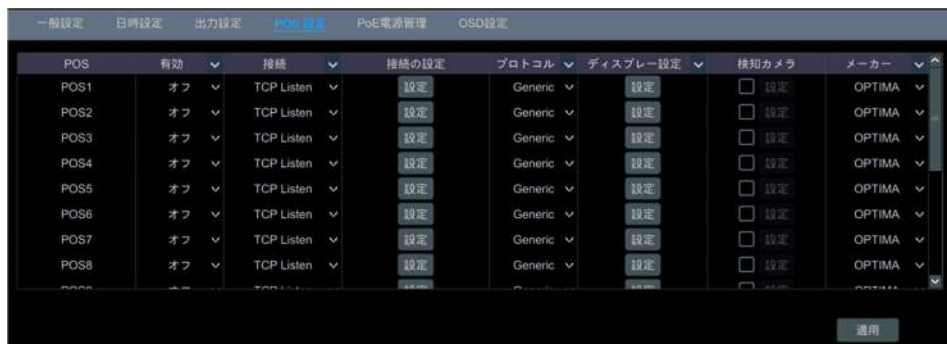 一般設定 日時設定 出力設定 POS 設定 PoE電源管理 OSD設定
POS 有効 接続 接続の設定 プロトコル ディスプレー設定 検知カメラ メーカー
POS1 オフ TCP Listen 設定 Generic 設定 設定 OPTIMA
POS2 オフ TCP Listen 設定 Generic 設定 設定 OPTIMA
POS3 オフ TCP Listen 設定 Generic 設定 設定 OPTIMA
POS4 オフ TCP Listen 設定 Generic 設定 設定 OPTIMA
POS5 オフ TCP Listen 設定 Generic 設定 設定 OPTIMA
POS6 オフ TCP Listen 設定 Generic 設定 設定 OPTIMA
POS7 オフ TCP Listen 設定 Generic 設定 設定 OPTIMA
POS8 オフ TCP Listen 設定 Generic 設定 設定 OPTIMA
適用